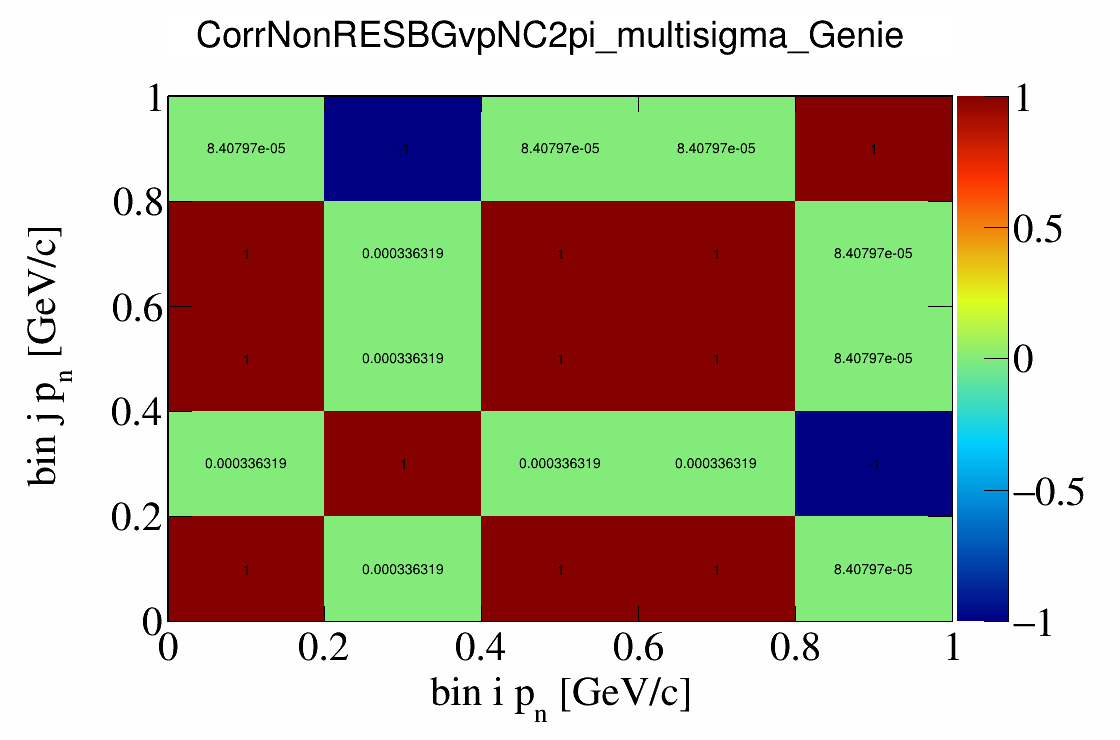 CorrNonRESBGvpNC2pi_multisigma_Genie
1
8.40797e-05 -1 8.40797e-05 8.40797e-05 1
1
0.8
1 0.000336319 1 1 8.40797e-05
0.5
0.6
1 0.000336319 1 1 8.40797e-05
0
0.4
0.000336319 1 0.000336319 0.000336319 -1
−0.5
0.2
1 0.000336319 1 1 8.40797e-05
0
−1
0 0.2 0.4 0.6 0.8 1
bin i pn [GeV/c]
bin j pn [GeV/c]